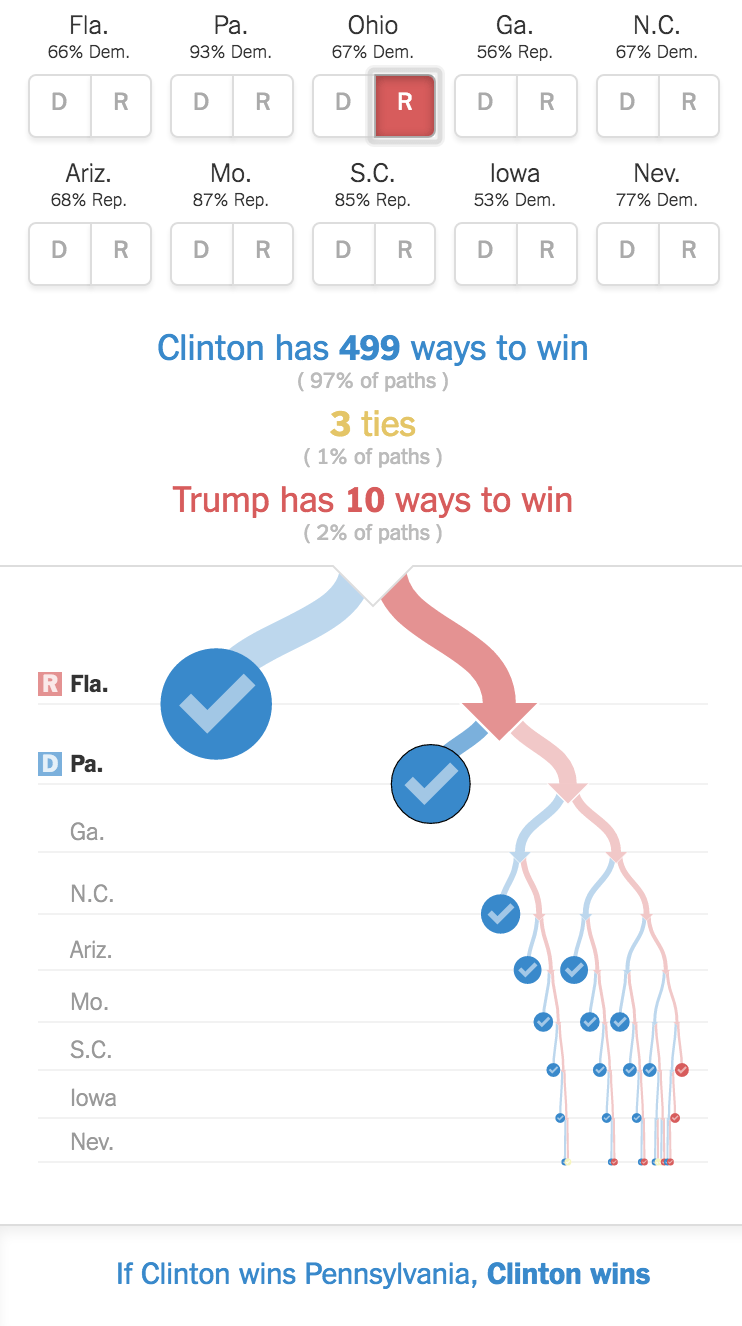 Fla. Pa. Ohio Ga. N.C.
66% Dem. 93% Dem. 67% Dem. 56% Rep. 67% Dem.
D R D R D R D R D R
Ariz. Mo. S.C. Iowa Nev.
68% Rep. 87% Rep. 85% Rep. 53% Dem. 77% Dem.
D R D R D R D R D R
Clinton has 499 ways to win
( 97% of paths )
3 ties
( 1% of paths )
Trump has 10 ways to win
( 2% of paths )
R Fla.
D Pa.
Ga.
N.C.
Ariz.
Mo.
S.C.
Iowa
Nev.
If Clinton wins Pennsylvania, Clinton wins